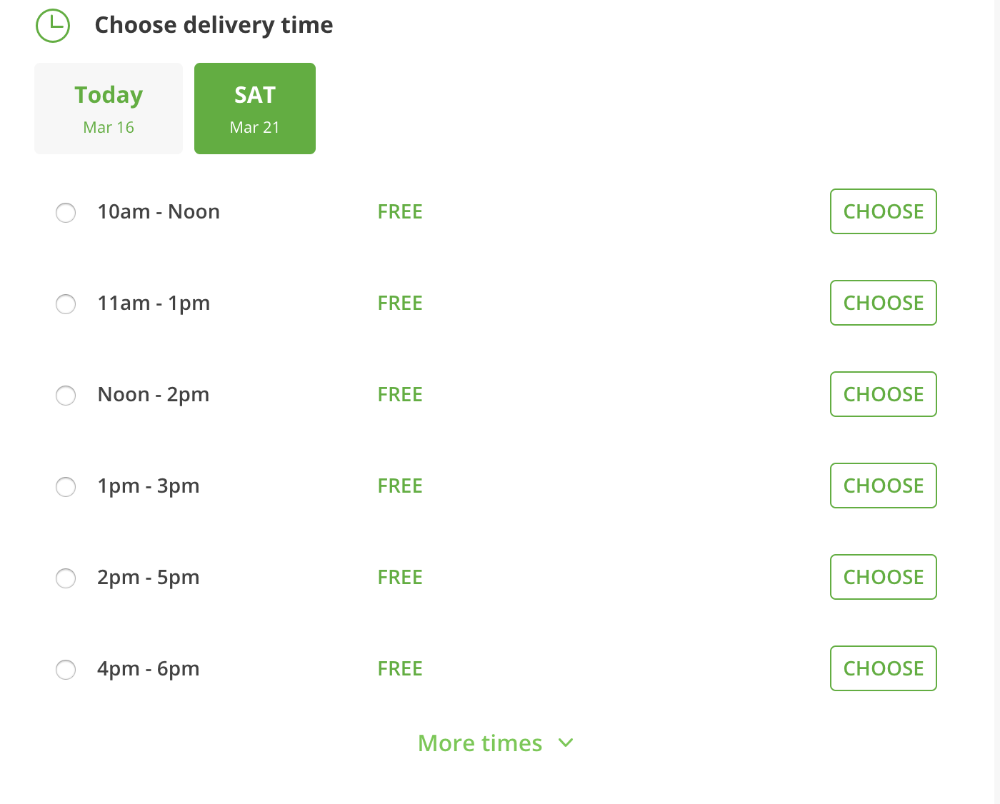 Choose delivery time
Today SAT
Mar 16 Mar 21
10am - Noon FREE CHOOSE
11am - 1pm FREE CHOOSE
Noon - 2pm FREE CHOOSE
1pm - 3pm FREE CHOOSE
2pm - 5pm FREE CHOOSE
4pm - 6pm FREE CHOOSE
More times